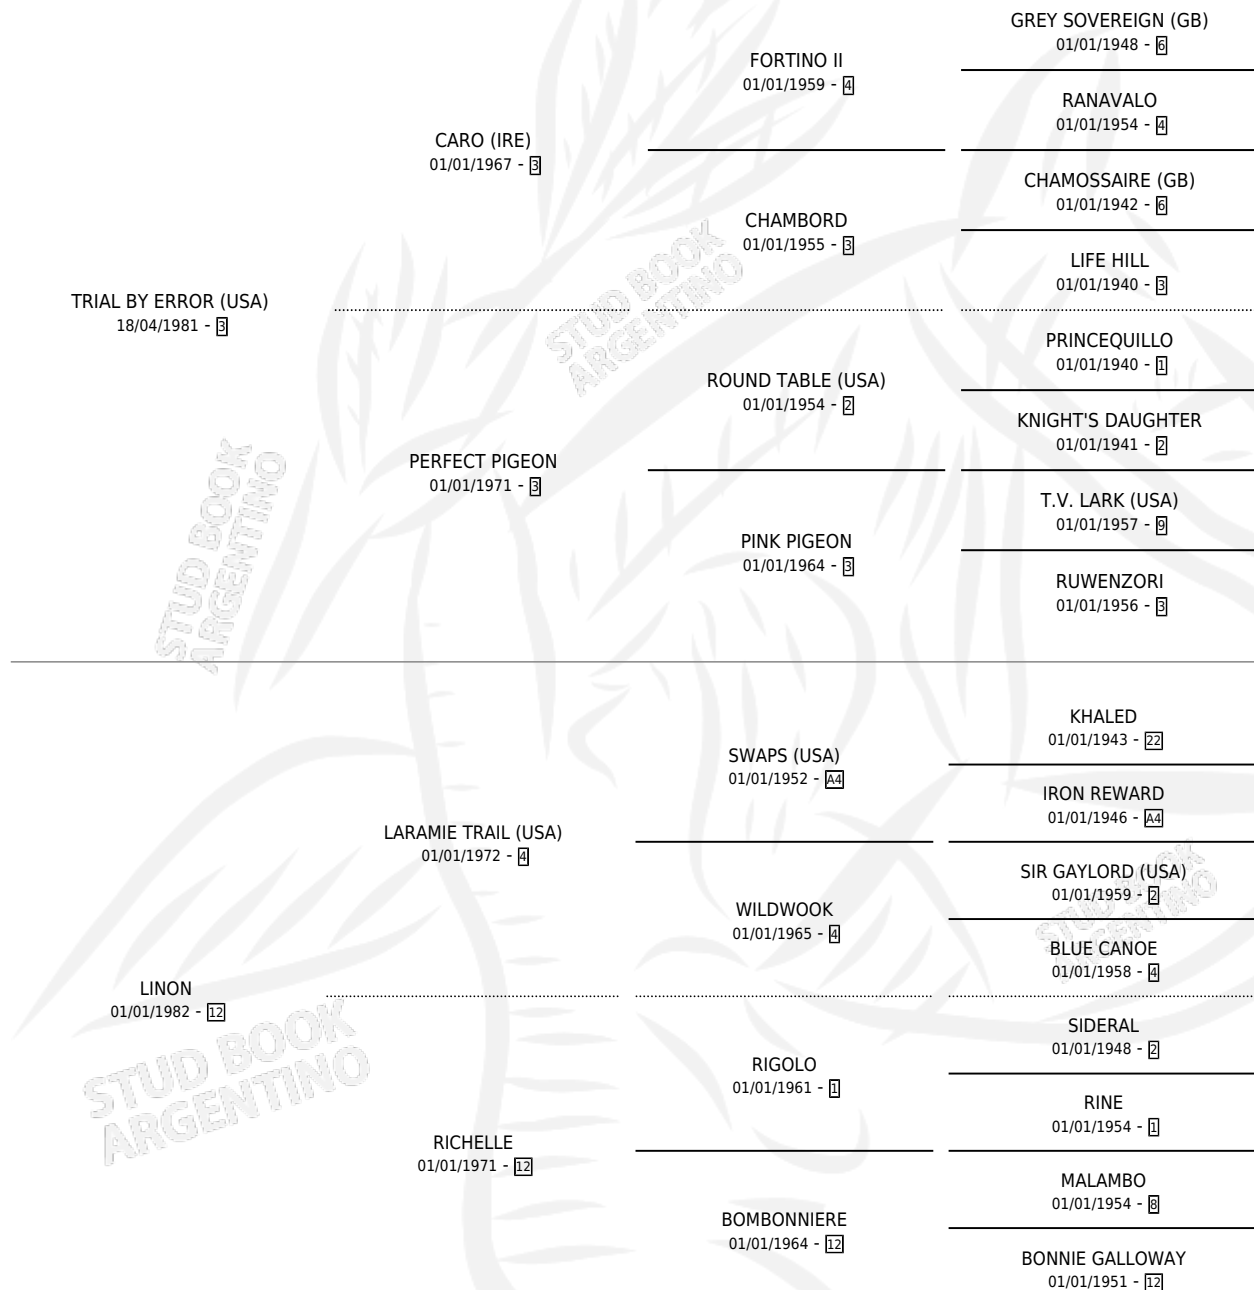 GREY SOVEREIGN (GB)
01/01/1948 - 6
FORTINO II
01/01/1959 - 4
RANAVALO
01/01/1954 - 4
CARO (IRE)
01/01/1967 - 3
CHAMOSSAIRE (GB)
01/01/1942 - 6
CHAMBORD
01/01/1955 - 3
LIFE HILL
01/01/1940 - 3
TRIAL BY ERROR (USA)
18/04/1981 - 3
PRINCEQUILLO
01/01/1940 - 1
ROUND TABLE (USA)
01/01/1954 - 2
KNIGHT'S DAUGHTER
01/01/1941 - 2
PERFECT PIGEON
01/01/1971 - 3
T.V. LARK (USA)
01/01/1957 - 9
PINK PIGEON
01/01/1964 - 3
RUWENZORI
01/01/1956 - 3
KHALED
01/01/1943 - 22
SWAPS (USA)
01/01/1952 - A4
IRON REWARD
01/01/1946 - A4
LARAMIE TRAIL (USA)
01/01/1972 - 4
SIR GAYLORD (USA)
01/01/1959 - 2
WILDWOOK
01/01/1965 - 4
BLUE CANOE
01/01/1958 - 4
LINON
01/01/1982 - 12
SIDERAL
01/01/1948 - 2
RIGOLO
01/01/1961 - 1
RINE
01/01/1954 - 1
RICHELLE
01/01/1971 - 12
MALAMBO
01/01/1954 - 8
BOMBONNIERE
01/01/1964 - 12
BONNIE GALLOWAY
01/01/1951 - 12
STUD BOOK
ARGENTINO
STUD BOOK
ARGENTINO
STUD BOOK
ARGENTINO
STUD BOOK
ARGENTINO